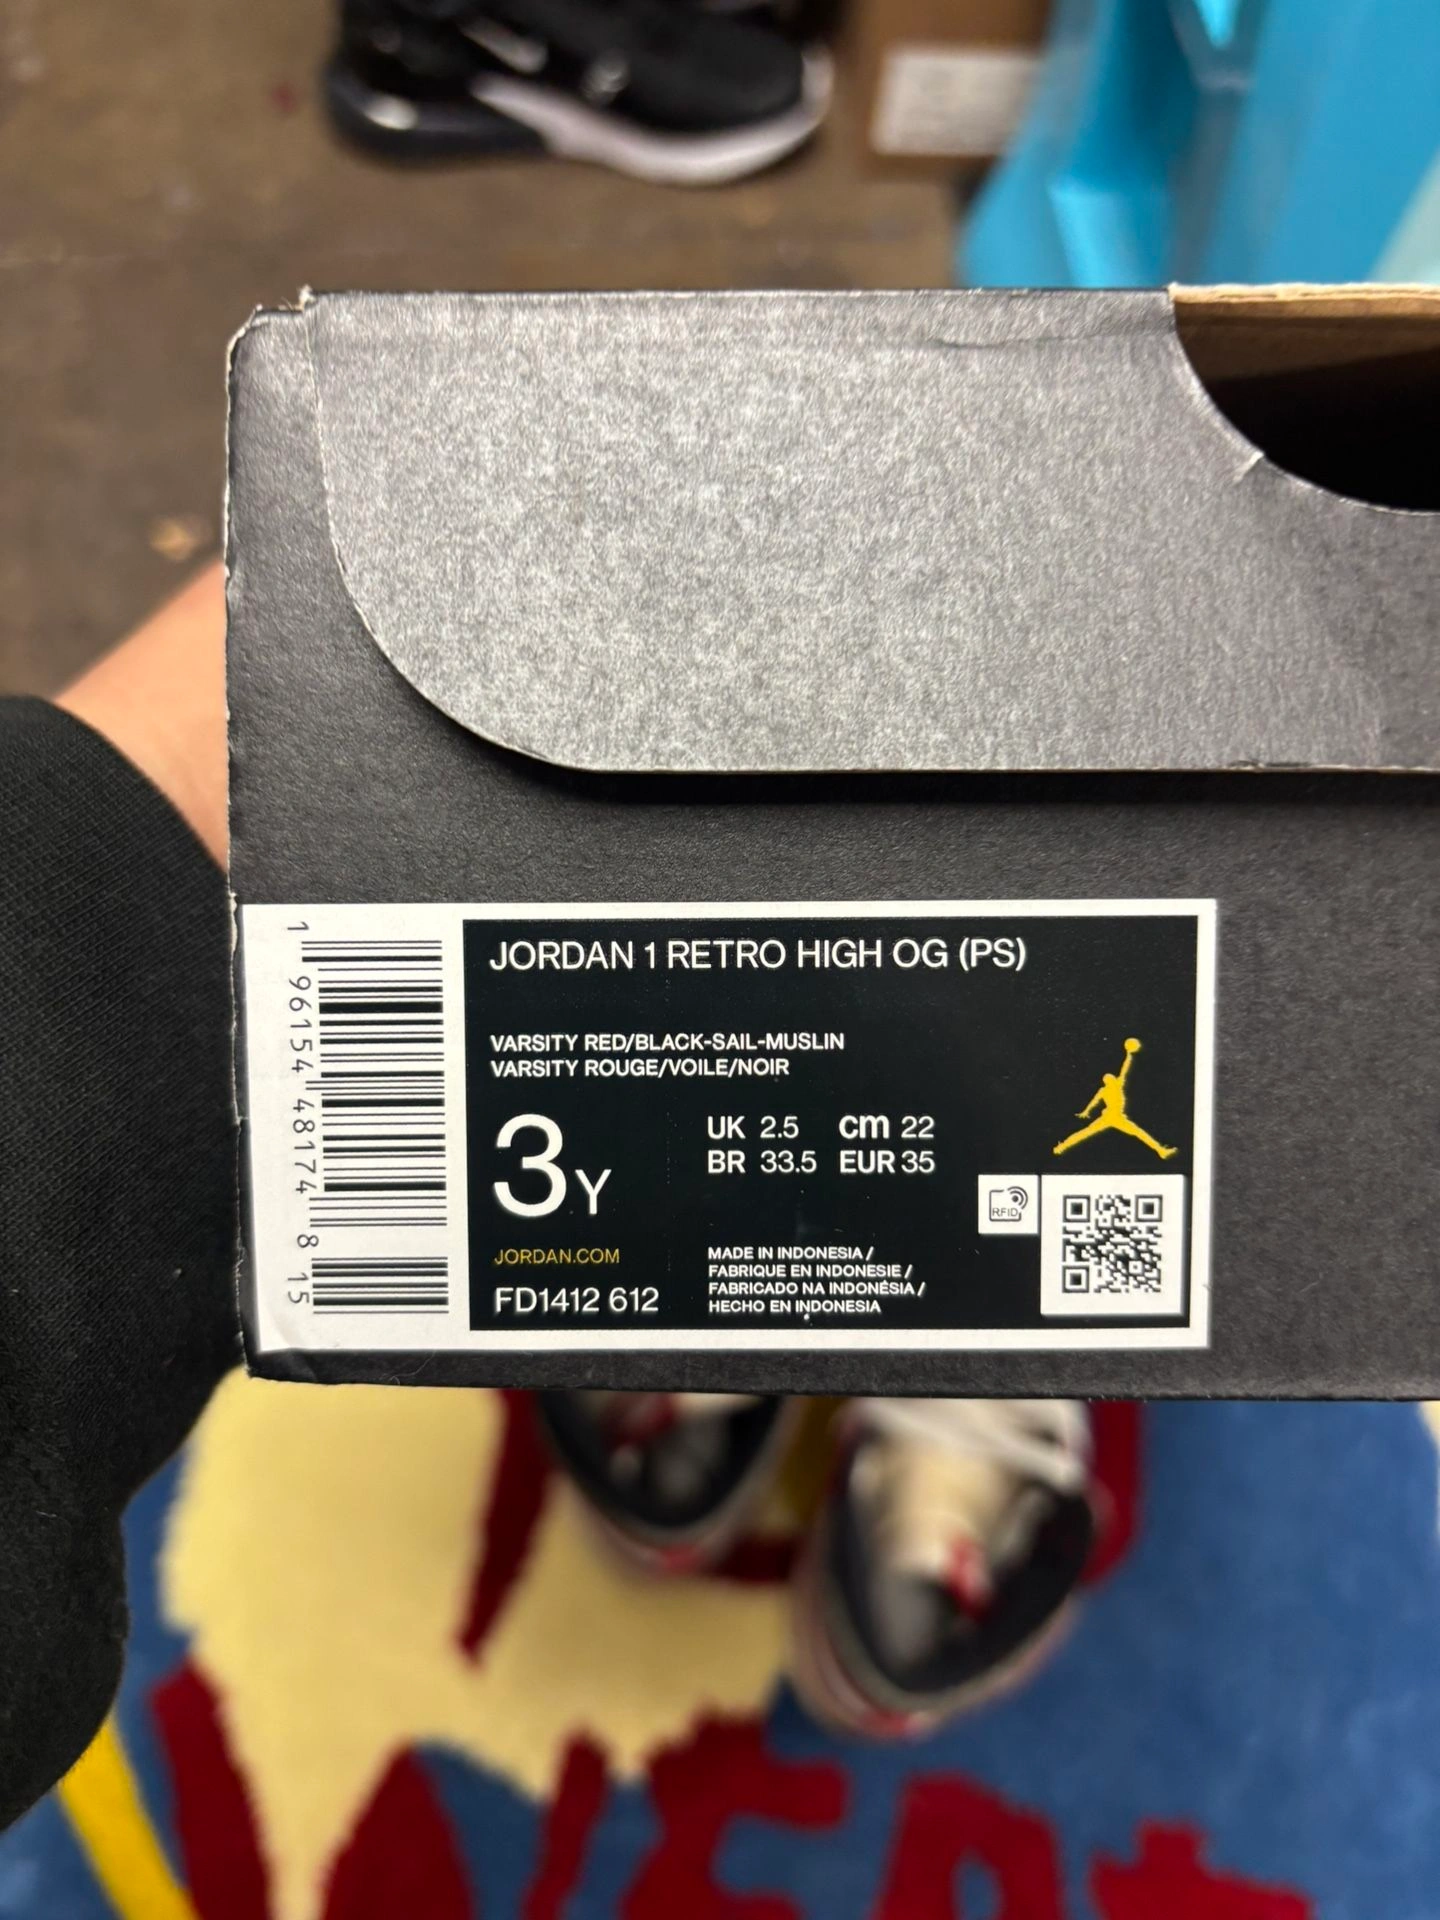 JORDAN 1 RETRO HIGH OG (PS)
VARSITY RED/BLACK-SAIL-MUSLIN
VARSITY ROUGE/VOILE/NOIR
3Y
UK 2.5 cm 22
BR 33.5 EUR 35
JORDAN.COM
FD1412 612
MADE IN INDONESIA /
FABRIQUE EN INDONESIE /
FABRICADO NA INDONÉSIA /
HECHO EN INDONESIA
RFID
1 96154 48174 8 15